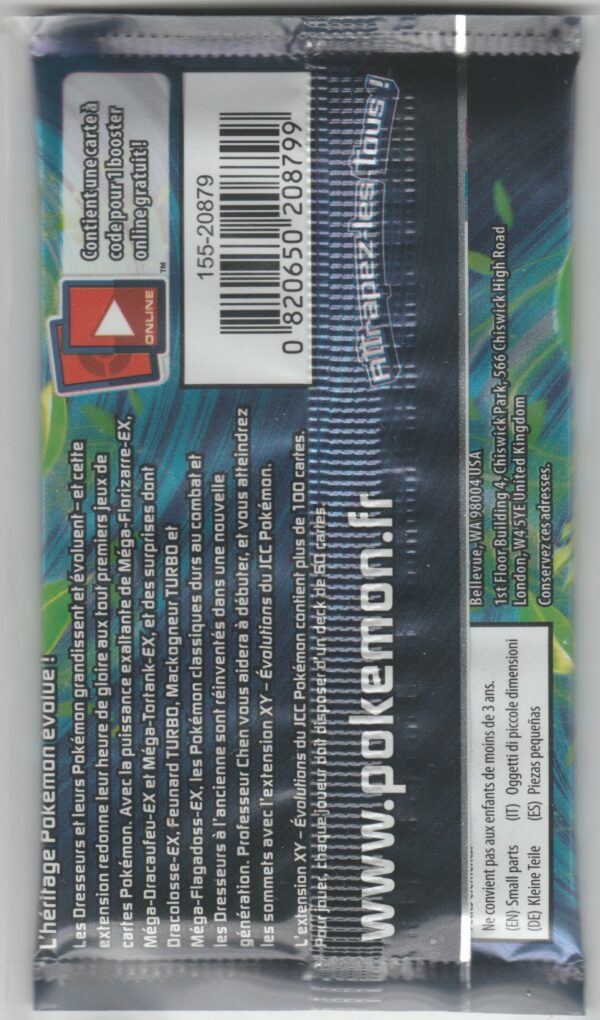 L'héritage Pokémon évolue !
Les Dresseurs et leurs Pokémon grandissent et évoluent – et cette
extension redonne leur heure de gloire aux tout premiers jeux de
cartes Pokémon. Avec la puissance excitante de Méga-Florizarre-EX,
Méga-Dracaufeu-EX et Méga-Tortank-EX, et des surprises dont
Dracolosse-EX, Feunard TURBO, Mackogneur TURBO et
Méga-Flagadoss-EX, les Pokémon classiques durs au combat et
les Dresseurs à l'ancienne sont réinventés dans une nouvelle
génération. Professeur Chen vous aidera à débuter, et vous atteindrez
les sommets avec l'extension XY – Évolutions du JCC Pokémon.
L'extension XY – Évolutions du JCC Pokémon contient plus de 100 cartes.
Pour jouer, chaque joueur doit disposer d'un deck de 60 cartes.
ONLINE
TM
Contient une carte à
code pour 1 booster
online gratuit !
155-20879
0 820650 208799
www.pokemon.fr
Attrapez-les tous !
Ne convient pas aux enfants de moins de 3 ans.
(EN) Small parts (IT) Oggetti di piccole dimensioni
(DE) Kleine Teile (ES) Piezas pequeñas
Bellevue, WA 98004 USA
1st Floor Building 4, Chiswick Park, 566 Chiswick High Road
London, W4 5YE United Kingdom
Conservez ces adresses.